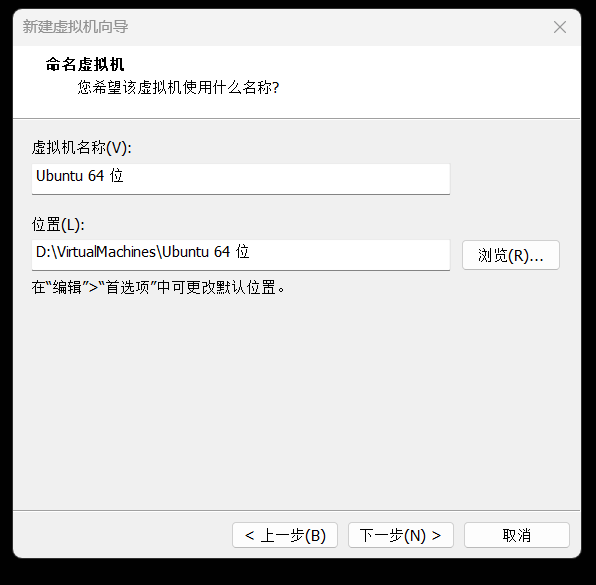 新建虚拟机向导
命名虚拟机
您希望该虚拟机使用什么名称?
虚拟机名称(V):
Ubuntu 64 位
位置(L):
D:\VirtualMachines\Ubuntu 64 位
浏览(R)...
在“编辑”>“首选项”中可更改默认位置。
< 上一步(B)
下一步(N) >
取消